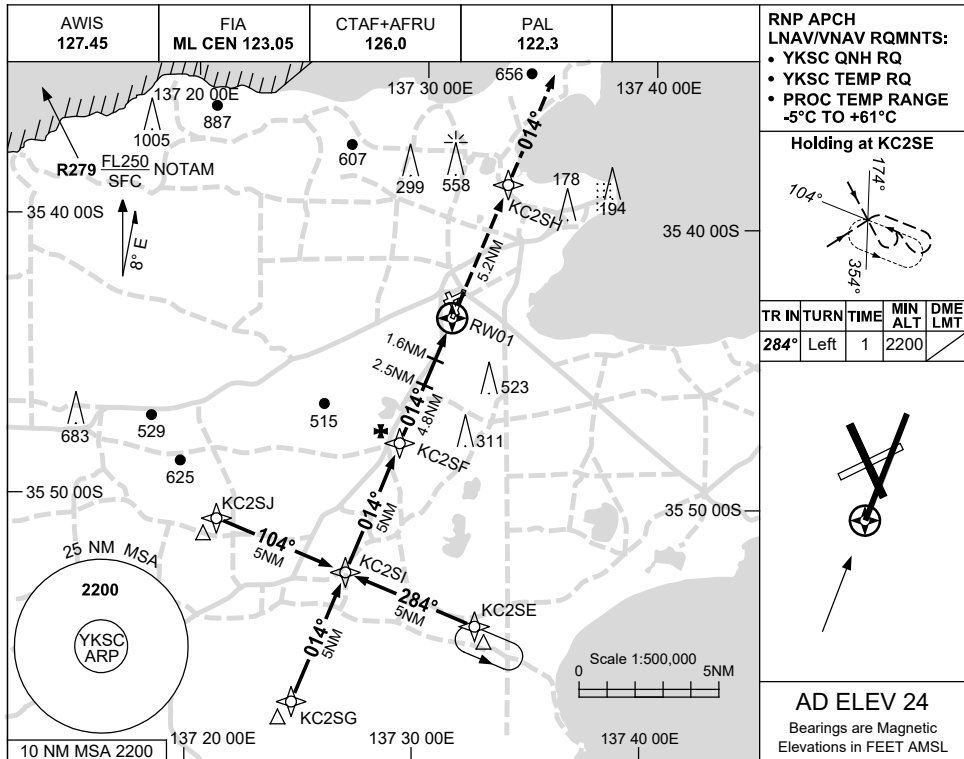 AWIS
127.45
FIA
ML CEN 123.05
CTAF+AFRU
126.0
PAL
122.3
RNP APCH
LNAV/VNAV RQMNTS:
• YKSC QNH RQ
• YKSC TEMP RQ
• PROC TEMP RANGE
-5°C TO +61°C
Holding at KC2SE
174°
104°
354°
TR IN TURN TIME MIN ALT DME LMT
284° Left 1 2200
AD ELEV 24
Bearings are Magnetic
Elevations in FEET AMSL
137 20 00E
137 30 00E
137 40 00E
656
887
1005
607
299
558
178
194
R279 FL250 NOTAM
SFC
014°
KC2SH
35 40 00S
35 40 00S
8° E
5.2NM
RW01
1.6NM
2.5NM
523
014°
4.8NM
683
529
515
311
625
KC2SF
35 50 00S
35 50 00S
KC2SJ
014°
5NM
104°
5NM
KC2SI
284°
5NM
KC2SE
25 NM MSA
2200
YKSC
ARP
014°
5NM
KC2SG
Scale 1:500,000
0 5NM
10 NM MSA 2200
137 20 00E
137 30 00E
137 40 00E